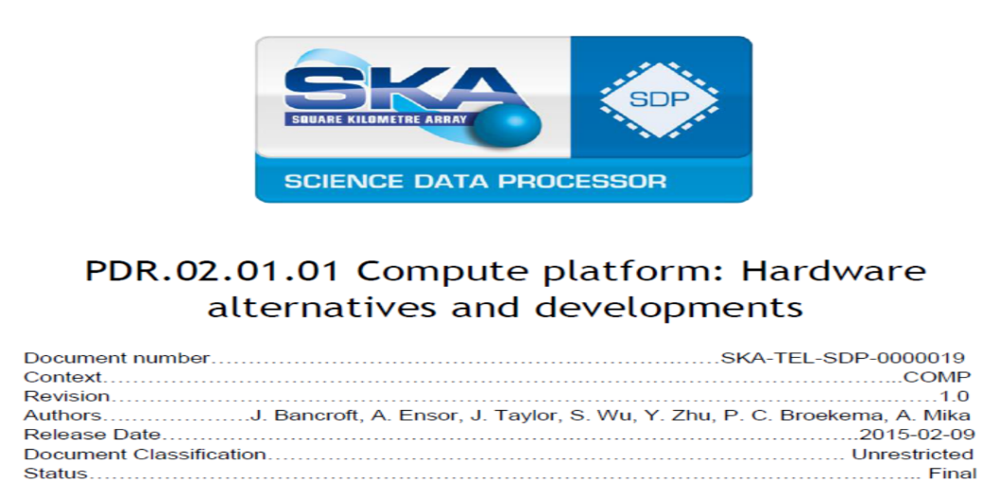 SKA
SQUARE KILOMETRE ARRAY
SDP
SCIENCE DATA PROCESSOR
PDR.02.01.01 Compute platform: Hardware
alternatives and developments
Document number......................................................................SKA-TEL-SDP-0000019
Context..............................................................................................................COMP
Revision...................................................................................................................1.0
Authors....................J. Bancroft, A. Ensor, J. Taylor, S. Wu, Y. Zhu, P. C. Broekema, A. Mika
Release Date................................................................................................2015-02-09
Document Classification............................................................................... Unrestricted
Status................................................................................................................... Final